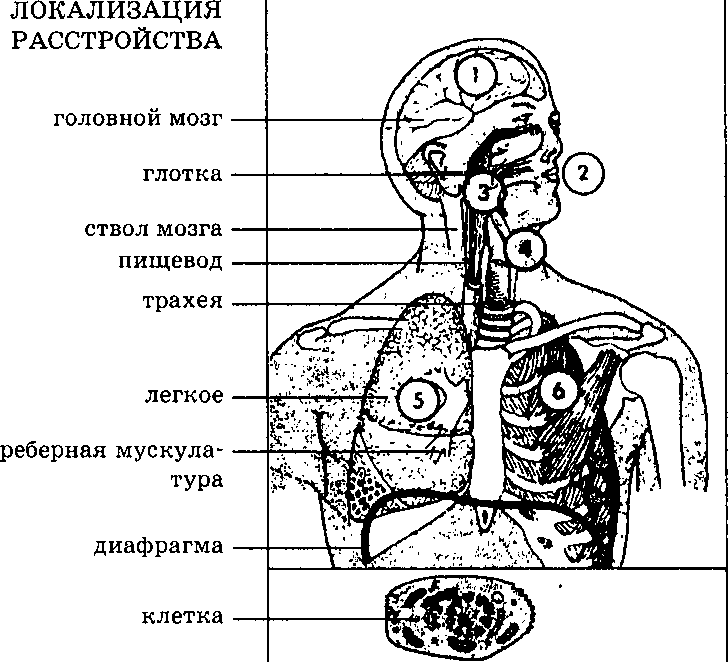 ЛОКАЛИЗАЦИЯ
РАССТРОЙСТВА
1
головной мозг
глотка
2
3
ствол мозга
4
пищевод
трахея
легкое
5
6
реберная мускула-
тура
диафрагма
клетка